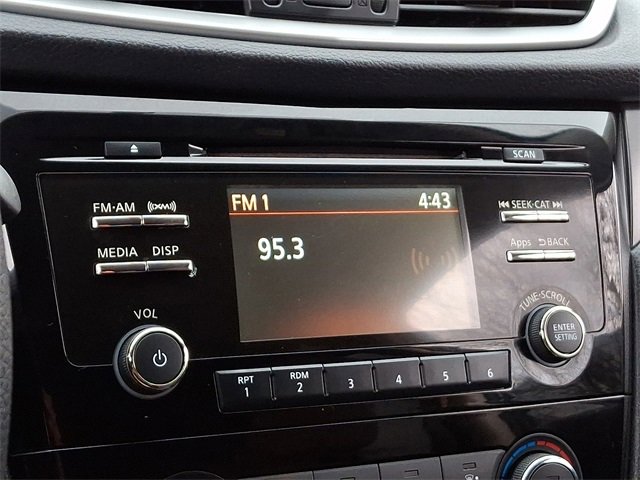 SCAN
FM·AM ((XM))
MEDIA DISP
VOL
FM 1 4:43
95.3
SEEK·CAT
Apps BACK
TUNE·SCROLL
ENTER
SETTING
RPT RDM
1 2 3 4 5 6